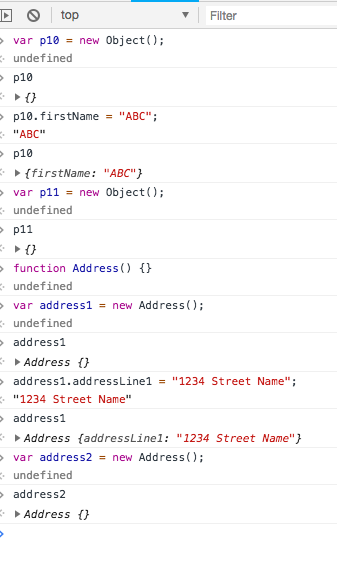 top Filter
var p10 = new Object();
undefined
p10
{}
p10.firstName = "ABC";
"ABC"
p10
{firstName: "ABC"}
var p11 = new Object();
undefined
p11
{}
function Address() {}
undefined
var address1 = new Address();
undefined
address1
Address {}
address1.addressLine1 = "1234 Street Name";
"1234 Street Name"
address1
Address {addressLine1: "1234 Street Name"}
var address2 = new Address();
undefined
address2
Address {}